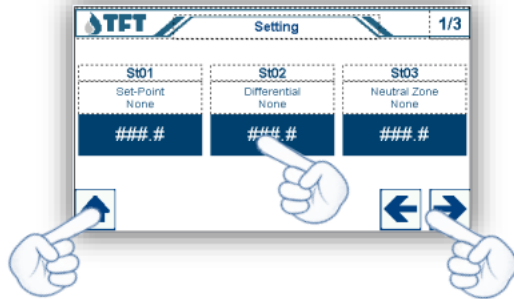 TFT Setting 1/3
St01 St02 St03
Set-Point Differential Neutral Zone
None None None
###.# ###.# ###.#